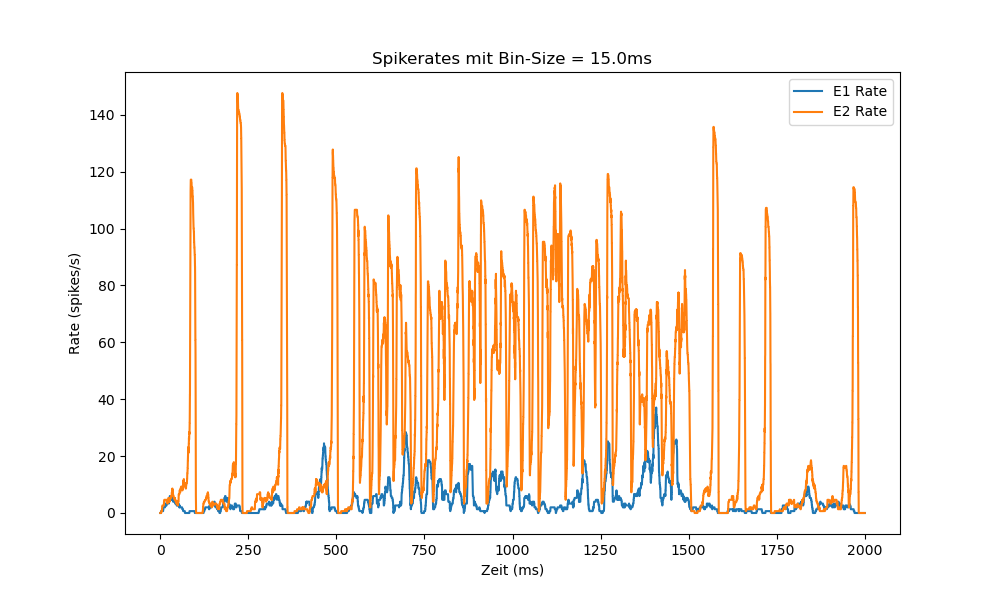 Spikerates mit Bin-Size = 15.0ms
E1 Rate
E2 Rate
Rate (spikes/s)
140
120
100
80
60
40
20
0
0 250 500 750 1000 1250 1500 1750 2000
Zeit (ms)